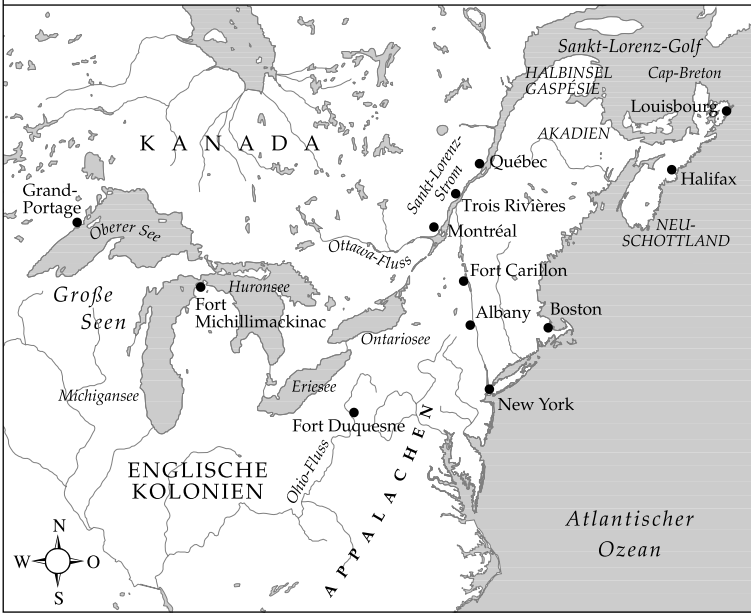 Sankt-Lorenz-Golf
HALBINSEL
GASPÉSIE
Cap-Breton
Louisbourg
AKADIEN
KANADA
Sankt-Lorenz-
Strom
Québec
Halifax
Grand-
Portage
Trois Rivières
Oberer See
Montréal
NEU-
SCHOTTLAND
Ottawa-Fluss
Fort Carillon
Huronsee
Große
Seen
Fort
Michillimackinac
Albany
Boston
Ontariosee
Michigansee
Eriesee
New York
Fort Duquesne
ENGLISCHE
KOLONIEN
Ohio-Fluss
APPALACHEN
Atlantischer
Ozean
N
W
O
S